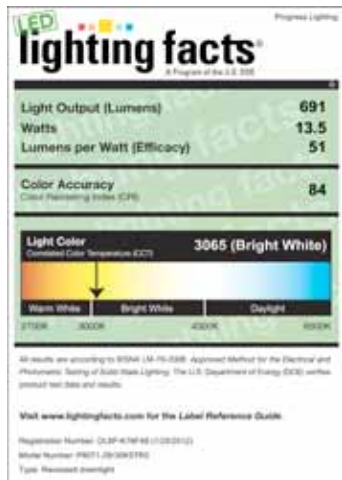 Progress Lighting
LED
lighting facts®
A Program of the U.S. DOE
Light Output (Lumens) 691
Watts 13.5
Lumens per Watt (Efficacy) 51
Color Accuracy 84
Color Rendering Index (CRI)
Light Color
Correlated Color Temperature (CCT)
3065 (Bright White)
Warm White Bright White Daylight
2700K 3000K 4500K 6500K
All results are according to IESNA LM-79-2008: Approved Method for the Electrical and
Photometric Testing of Solid-State Lighting. The U.S. Department of Energy (DOE) verifies
product test data and results.
Visit www.lightingfacts.com for the Label Reference Guide.
Registration Number: (1/25/2012)
Model Number:
Type: Recessed downlight